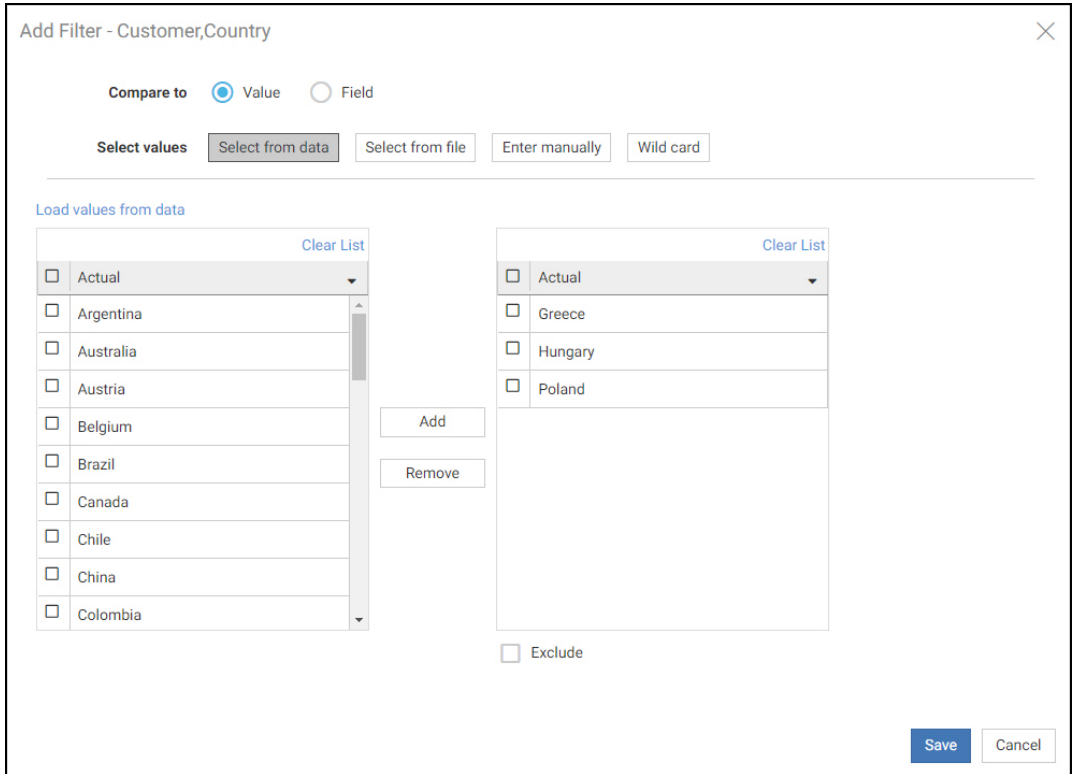 Add Filter - Customer,Country
Compare to Value Field
Select values Select from data Select from file Enter manually Wild card
Load values from data
Clear List
Actual
Argentina
Australia
Austria
Belgium
Brazil
Canada
Chile
China
Colombia
Add
Remove
Clear List
Actual
Greece
Hungary
Poland
Exclude
Save Cancel